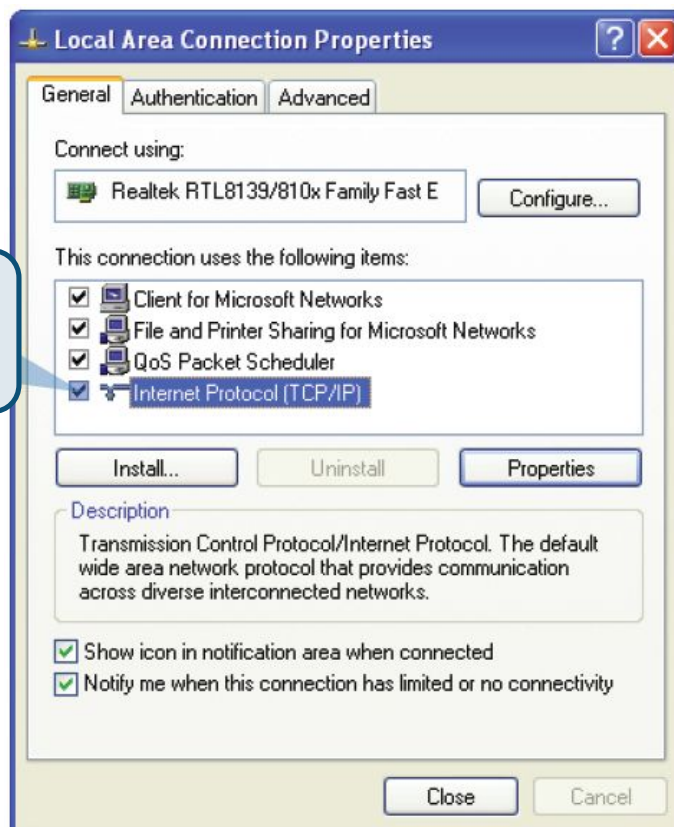 Local Area Connection Properties
General Authentication Advanced
Connect using:
Realtek RTL8139/810x Family Fast E Configure...
This connection uses the following items:
Client for Microsoft Networks
File and Printer Sharing for Microsoft Networks
QoS Packet Scheduler
Internet Protocol (TCP/IP)
Install... Uninstall Properties
Description
Transmission Control Protocol/Internet Protocol. The default
wide area network protocol that provides communication
across diverse interconnected networks.
Show icon in notification area when connected
Notify me when this connection has limited or no connectivity
Close Cancel